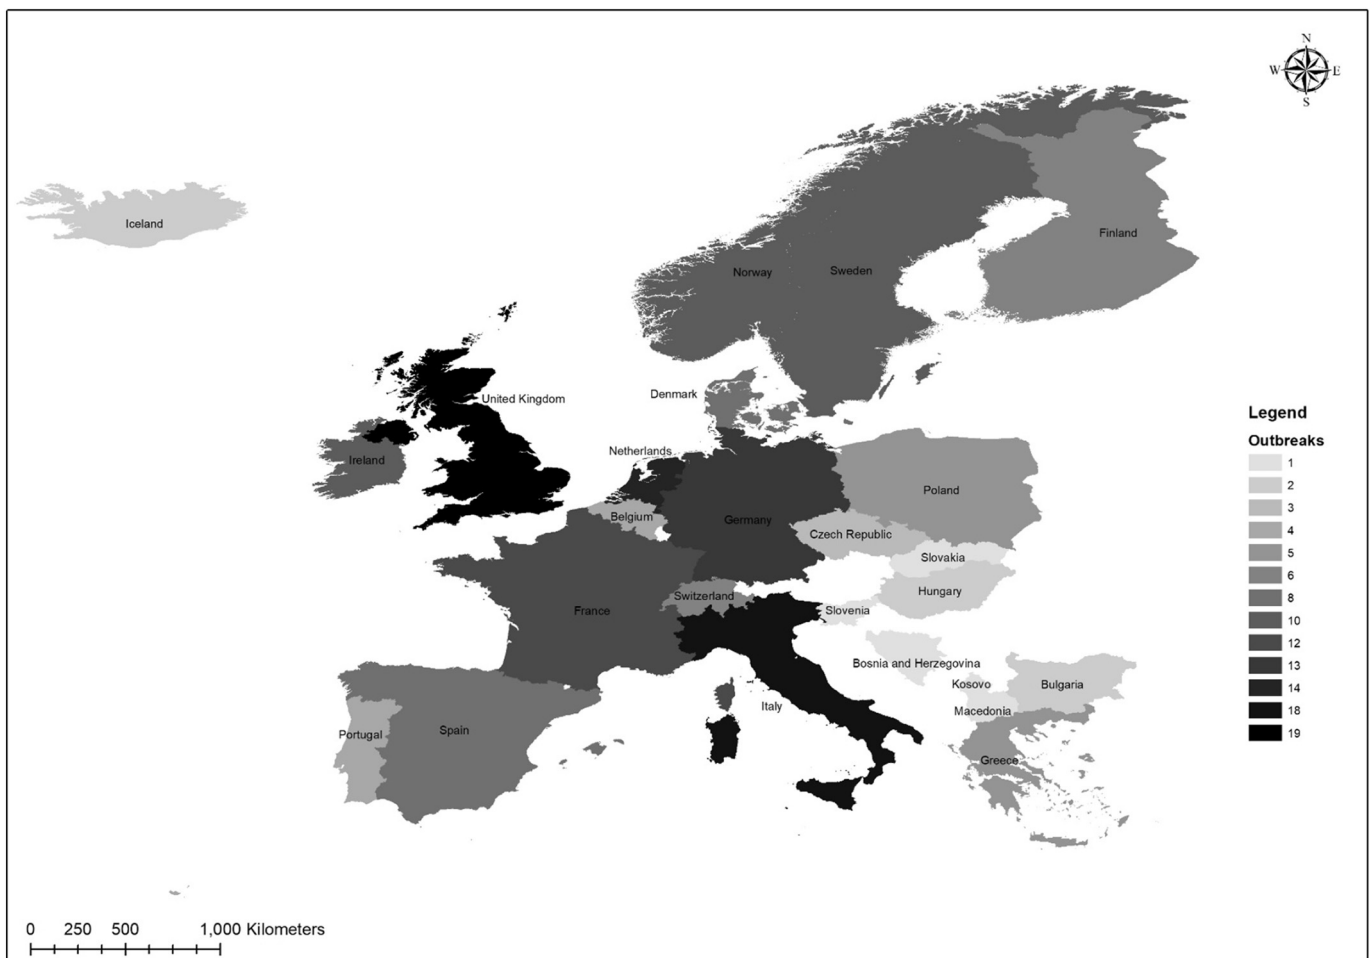 N
W E
S
Iceland
Finland
Norway
Sweden
Denmark
United Kingdom
Ireland
Netherlands
Belgium
Germany
Poland
Czech Republic
Slovakia
Hungary
Switzerland
Slovenia
France
Bosnia and Herzegovina
Kosovo
Bulgaria
Macedonia
Italy
Portugal
Spain
Greece
Legend
Outbreaks
1
2
3
4
5
6
8
10
12
13
14
18
19
0 250 500 1,000 Kilometers